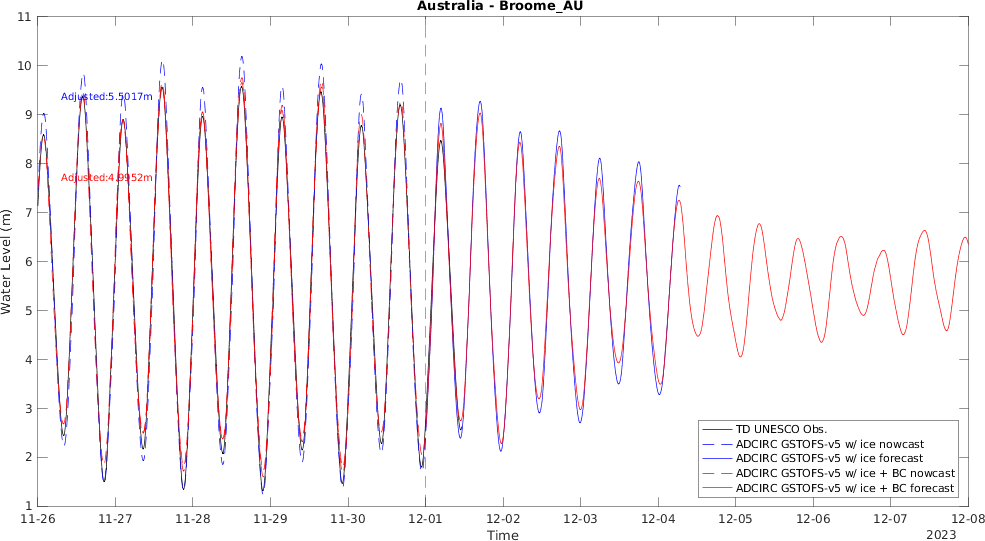 Australia - Broome_AU
11
10
9
8
7
6
5
4
3
2
1
Water Level (m)
Adjusted:5.5017m
Adjusted:4.9952m
TD UNESCO Obs.
ADCIRC GSTOFS-v5 w/ ice nowcast
ADCIRC GSTOFS-v5 w/ ice forecast
ADCIRC GSTOFS-v5 w/ ice + BC nowcast
ADCIRC GSTOFS-v5 w/ ice + BC forecast
11-26 11-27 11-28 11-29 11-30 12-01 12-02 12-03 12-04 12-05 12-06 12-07 12-08
Time
2023